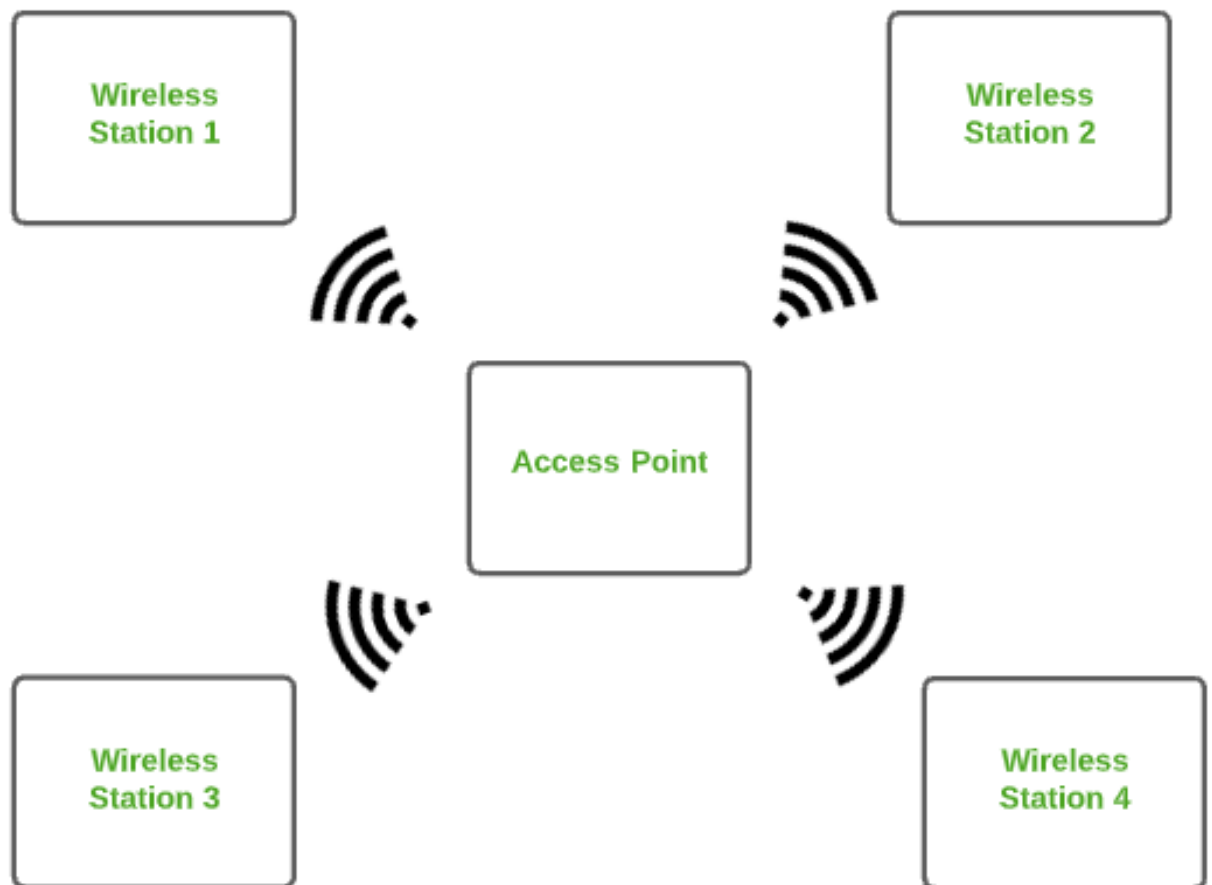 Wireless
Station 1
Wireless
Station 2
Access Point
Wireless
Station 3
Wireless
Station 4